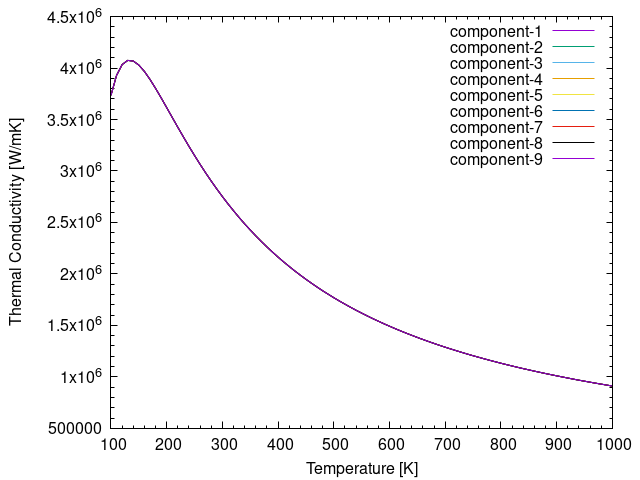 4.5x10^6
4x10^6
3.5x10^6
3x10^6
2.5x10^6
2x10^6
1.5x10^6
1x10^6
500000
Thermal Conductivity [W/mK]
component-1
component-2
component-3
component-4
component-5
component-6
component-7
component-8
component-9
100 200 300 400 500 600 700 800 900 1000
Temperature [K]